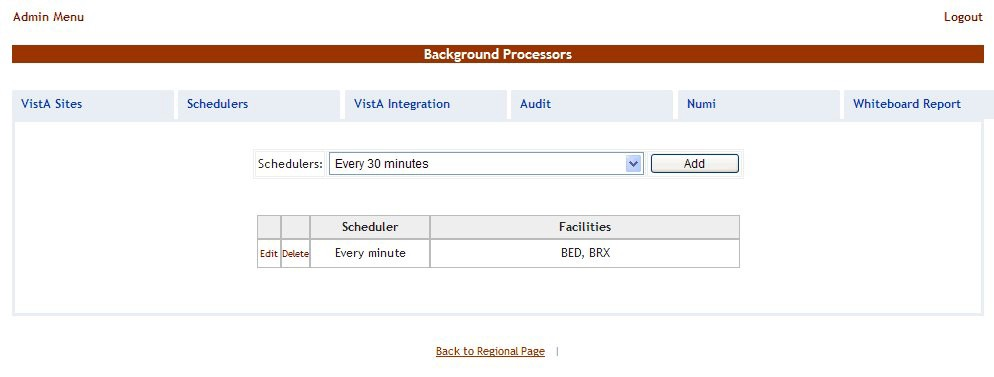 Admin Menu Logout
Background Processors
VistA Sites Schedulers VistA Integration Audit Numi Whiteboard Report
Schedulers: Every 30 minutes Add
Scheduler Facilities
Edit Delete Every minute BED, BRX
Back to Regional Page |